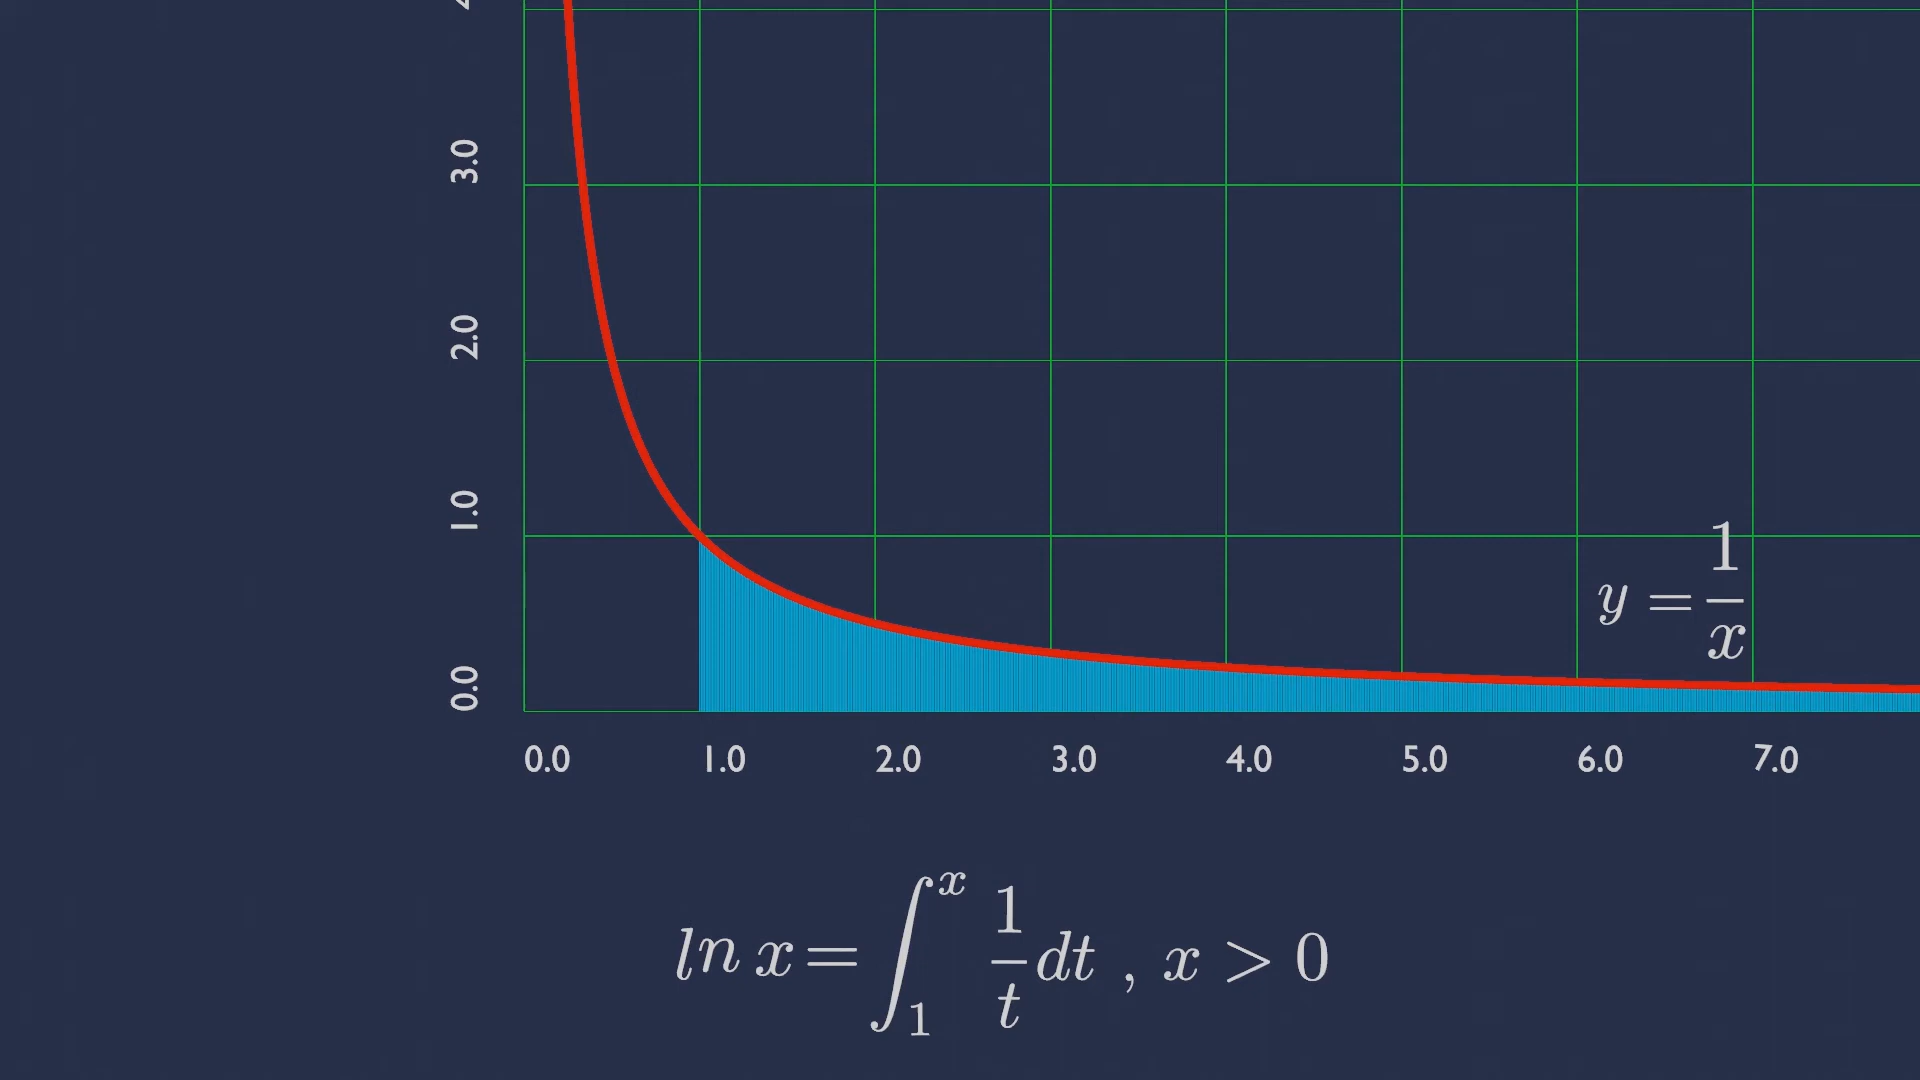 3.0
2.0
1.0
0.0
y = 1/x
0.0 1.0 2.0 3.0 4.0 5.0 6.0 7.0
ln x = ∫₁ˣ 1/t dt , x > 0